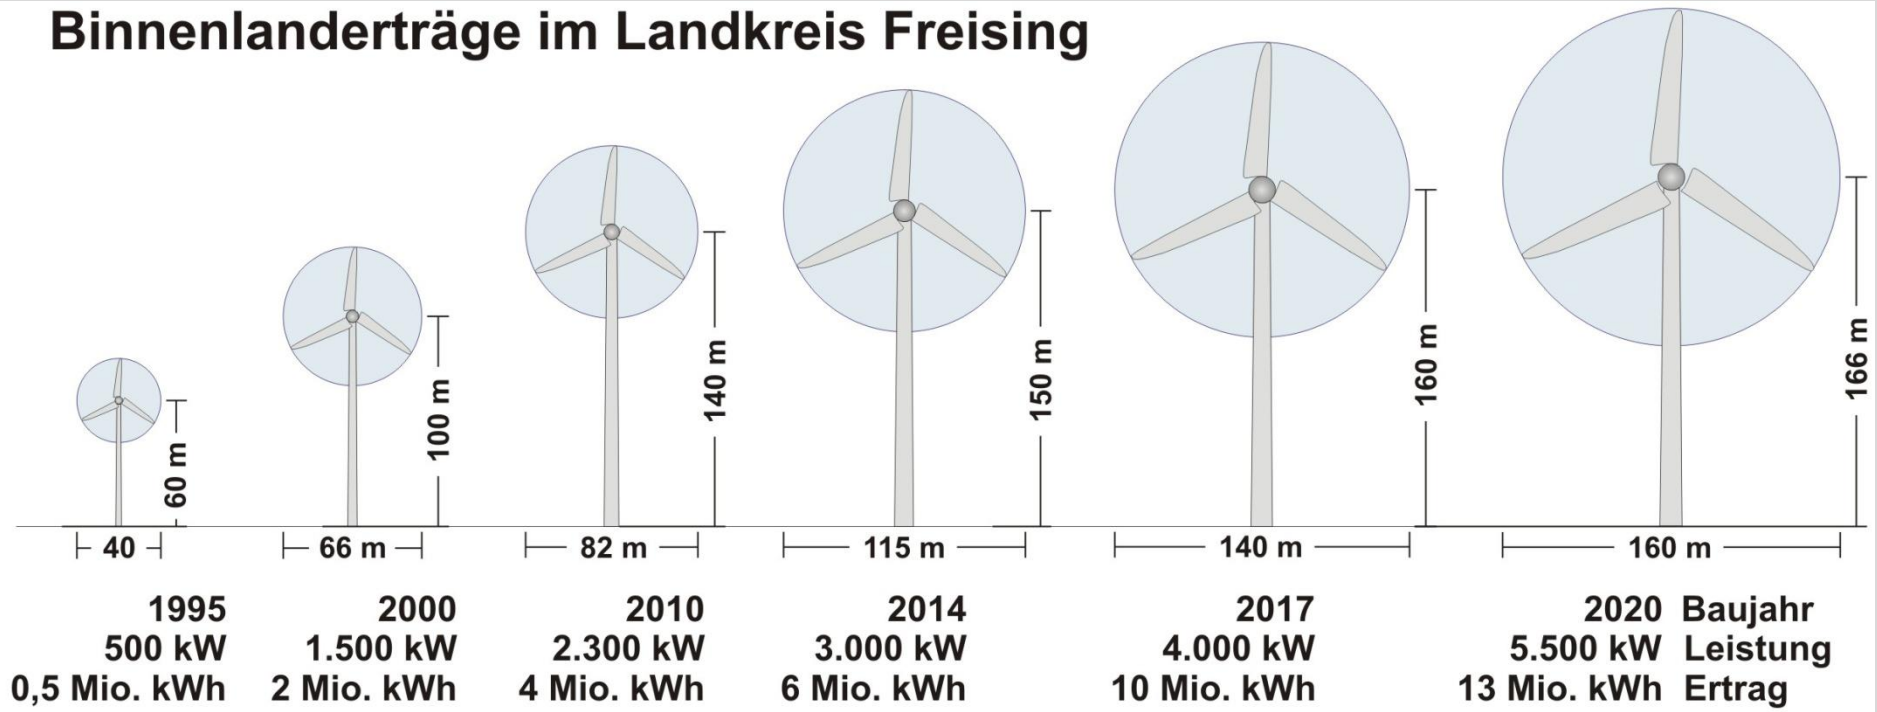 Binnenlanderträge im Landkreis Freising
60 m
100 m
140 m
150 m
160 m
166 m
40
66 m
82 m
115 m
140 m
160 m
1995 2000 2010 2014 2017 2020 Baujahr
500 kW 1.500 kW 2.300 kW 3.000 kW 4.000 kW 5.500 kW Leistung
0,5 Mio. kWh 2 Mio. kWh 4 Mio. kWh 6 Mio. kWh 10 Mio. kWh 13 Mio. kWh Ertrag